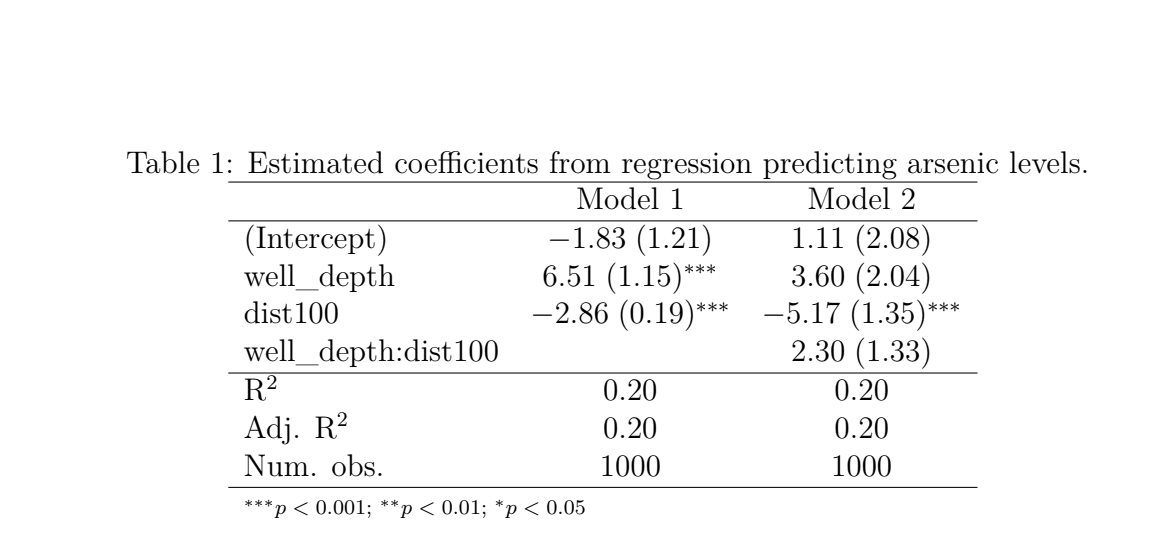 Table 1: Estimated coefficients from regression predicting arsenic levels.
Model 1 Model 2
(Intercept) −1.83 (1.21) 1.11 (2.08)
well_depth 6.51 (1.15)*** 3.60 (2.04)
dist100 −2.86 (0.19)*** −5.17 (1.35)***
well_depth:dist100 2.30 (1.33)
R² 0.20 0.20
Adj. R² 0.20 0.20
Num. obs. 1000 1000
***p < 0.001; **p < 0.01; *p < 0.05